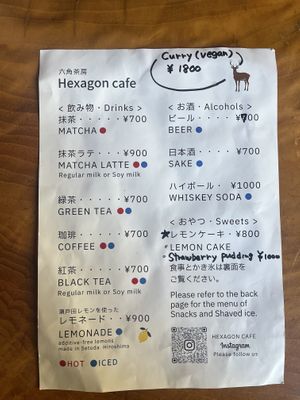 Curry (vegan)
¥ 1800
六角茶房
Hexagon cafe
< 飲み物・Drinks >
抹茶・・・・・¥700
MATCHA
抹茶ラテ・・・¥900
MATCHA LATTE
Regular milk or Soy milk
緑茶・・・・・¥700
GREEN TEA
珈琲・・・・・¥700
COFFEE
紅茶・・・・・¥700
BLACK TEA
Regular milk or Soy milk
瀬戸田レモンを使った
レモネード・・¥900
LEMONADE
additive-free lemons
made in Setoda, Hiroshima
HOT ICED
< お酒・Alcohols >
ビール・・・・¥700
BEER
日本酒・・・・¥700
SAKE
ハイボール・ ¥1000
WHISKEY SODA
< おやつ・Sweets >
★レモンケーキ・¥800
LEMON CAKE
Strawberry pudding ¥1000
食事とかき氷は裏面を
ご覧ください。
Please refer to the back
page for the menu of
Snacks and Shaved ice.
HEXAGON CAFE
Instagram
Please follow us